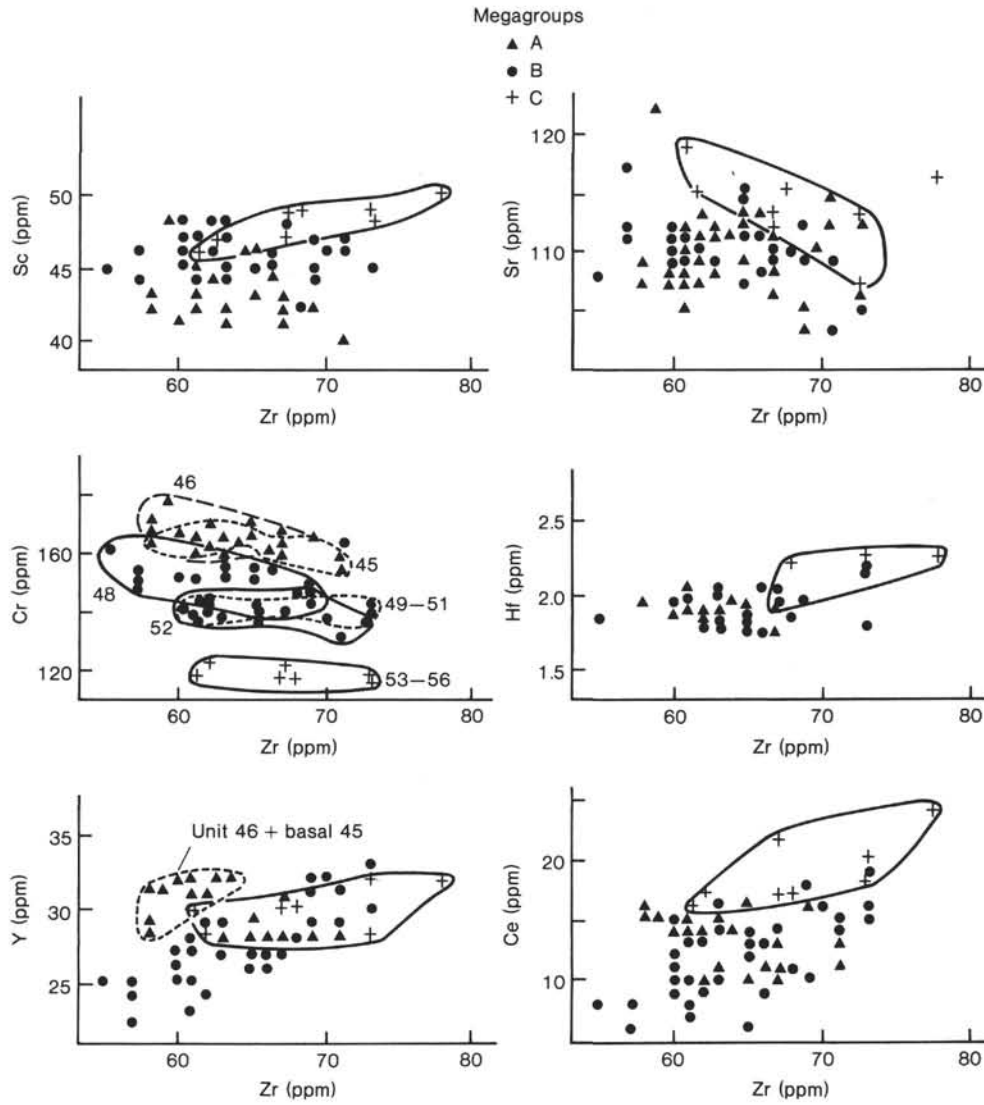 Megagroups
A
B
C
50
45
40
Sc (ppm)
60 70 80
Zr (ppm)
120
110
Sr (ppm)
60 70 80
Zr (ppm)
160
120
Cr (ppm)
46
45
48
49–51
52
53–56
60 70 80
Zr (ppm)
2.5
2.0
1.5
Hf (ppm)
60 70 80
Zr (ppm)
35
30
25
Y (ppm)
Unit 46 + basal 45
60 70 80
Zr (ppm)
20
10
Ce (ppm)
60 70 80
Zr (ppm)